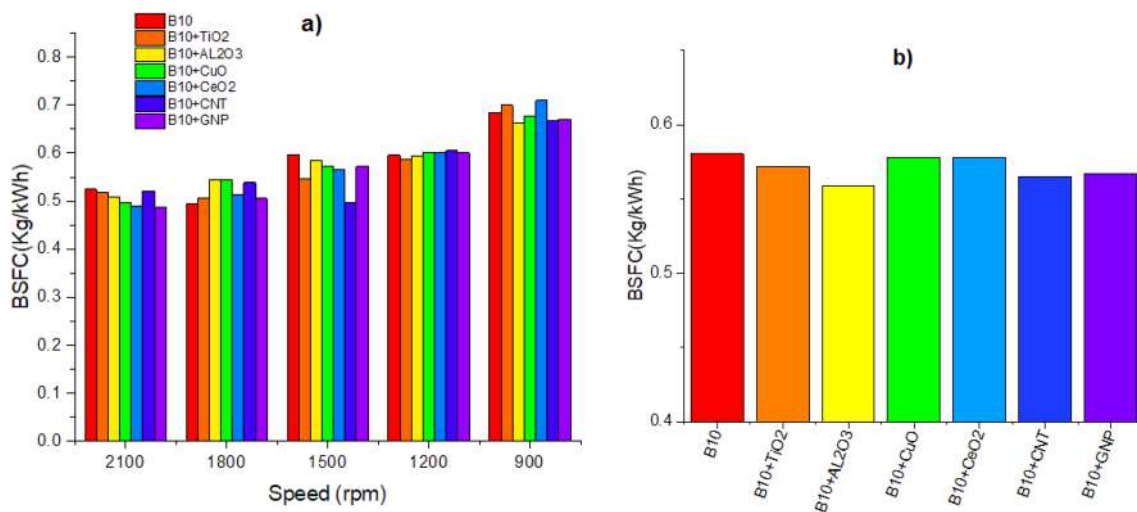 a)
B10
B10+TiO2
B10+AL2O3
B10+CuO
B10+CeO2
B10+CNT
B10+GNP
BSFC(Kg/kWh)
0.8
0.7
0.6
0.5
0.4
0.3
0.2
0.1
0.0
2100 1800 1500 1200 900
Speed (rpm)
b)
BSFC(Kg/kWh)
0.6
0.5
0.4
B10
B10+TiO2
B10+AL2O3
B10+CuO
B10+CeO2
B10+CNT
B10+GNP